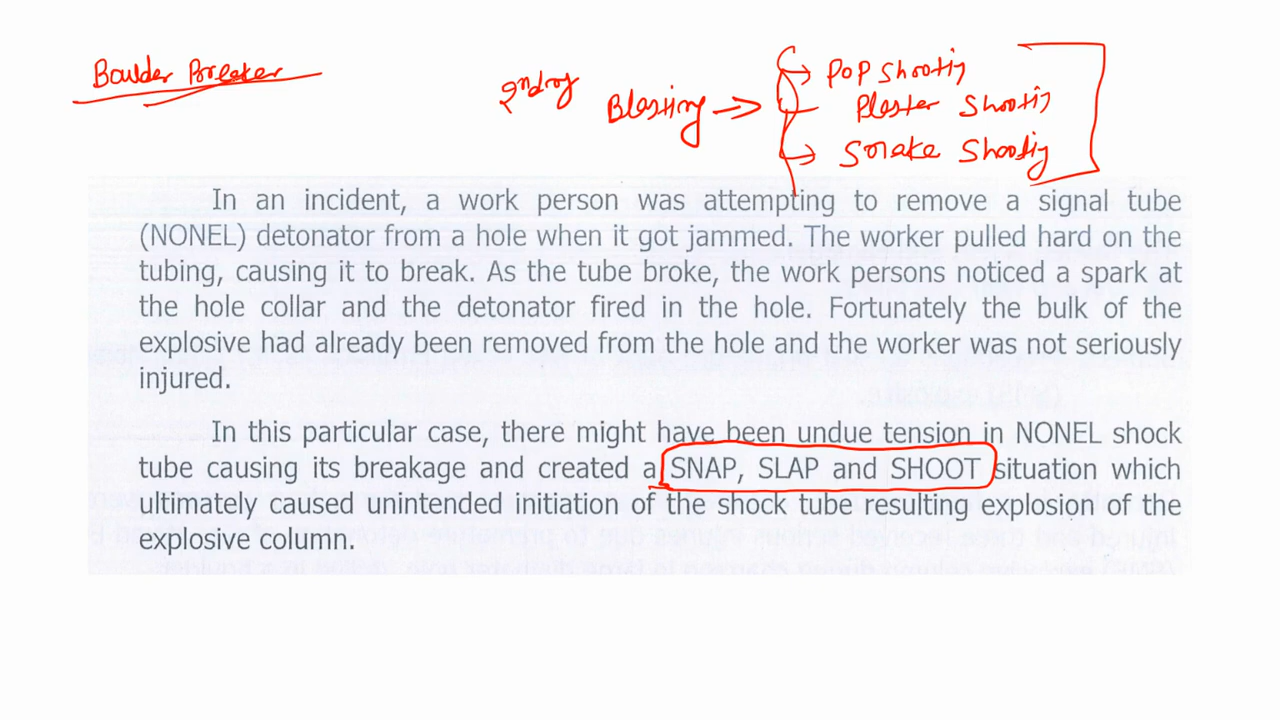 Boulder Breaker
2ndry Blasting → Pop shooting
Plaster Shooting
Snake Shooting
In an incident, a work person was attempting to remove a signal tube
(NONEL) detonator from a hole when it got jammed. The worker pulled hard on the
tubing, causing it to break. As the tube broke, the work persons noticed a spark at
the hole collar and the detonator fired in the hole. Fortunately the bulk of the
explosive had already been removed from the hole and the worker was not seriously
injured.
In this particular case, there might have been undue tension in NONEL shock
tube causing its breakage and created a SNAP, SLAP and SHOOT situation which
ultimately caused unintended initiation of the shock tube resulting explosion of the
explosive column.